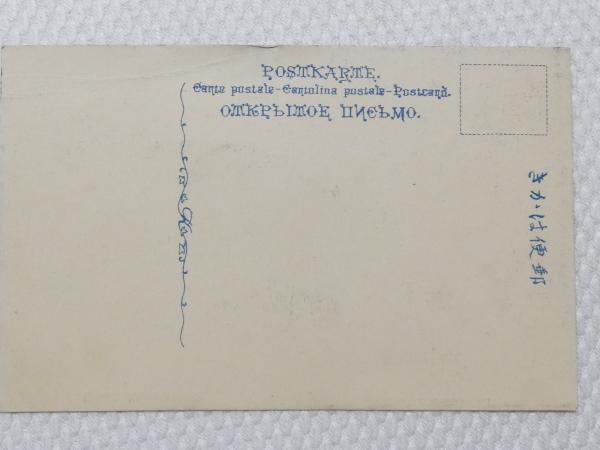 POSTKARTE.
Carte postale-Cartolina postale-Postcard.
ОТКРЫТОЕ ПИСЬМО.
きかは便郵